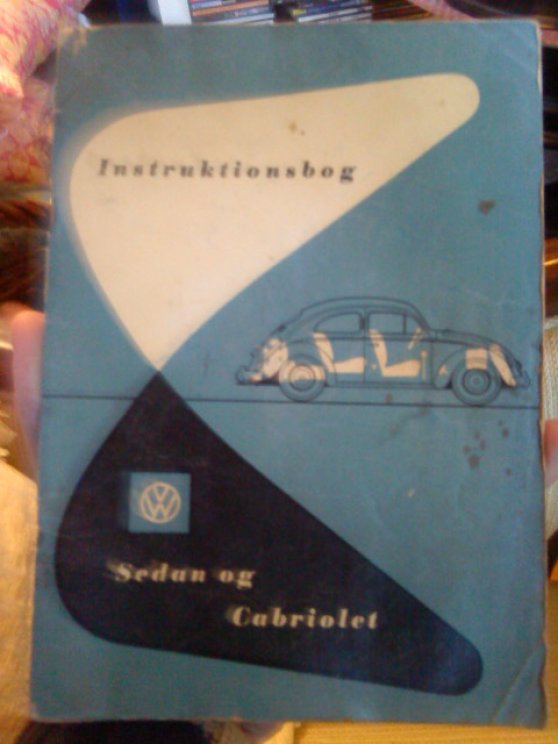 Instruktionsbog
VW
Sedan og
Cabriolet